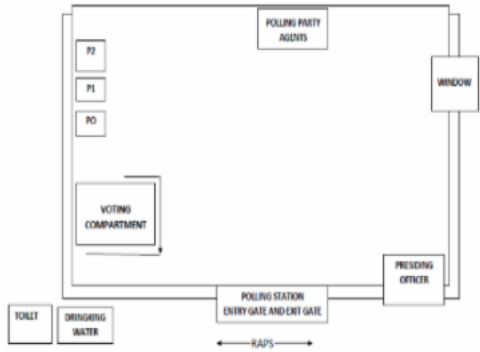 POLLING PARTY
AGENTS
P2
WINDOW
P1
PO
VOTING
COMPARTMENT
PRESIDING
OFFICER
POLLING STATION
ENTRY GATE AND EXIT GATE
TOILET
DRINGKING
WATER
RAPS